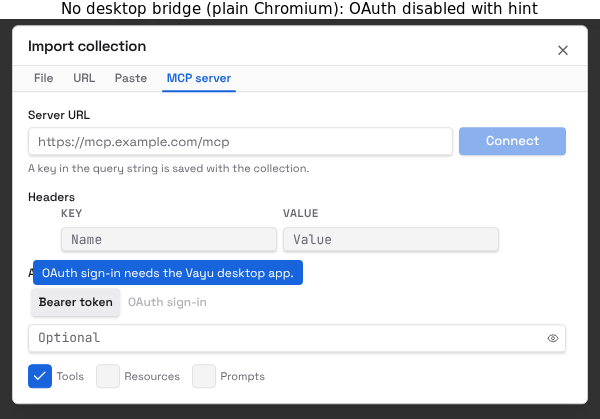 No desktop bridge (plain Chromium): OAuth disabled with hint
Import collection
File URL Paste MCP server
Server URL
https://mcp.example.com/mcp Connect
A key in the query string is saved with the collection.
Headers
KEY VALUE
Name Value
OAuth sign-in needs the Vayu desktop app.
Bearer token OAuth sign-in
Optional
Tools Resources Prompts